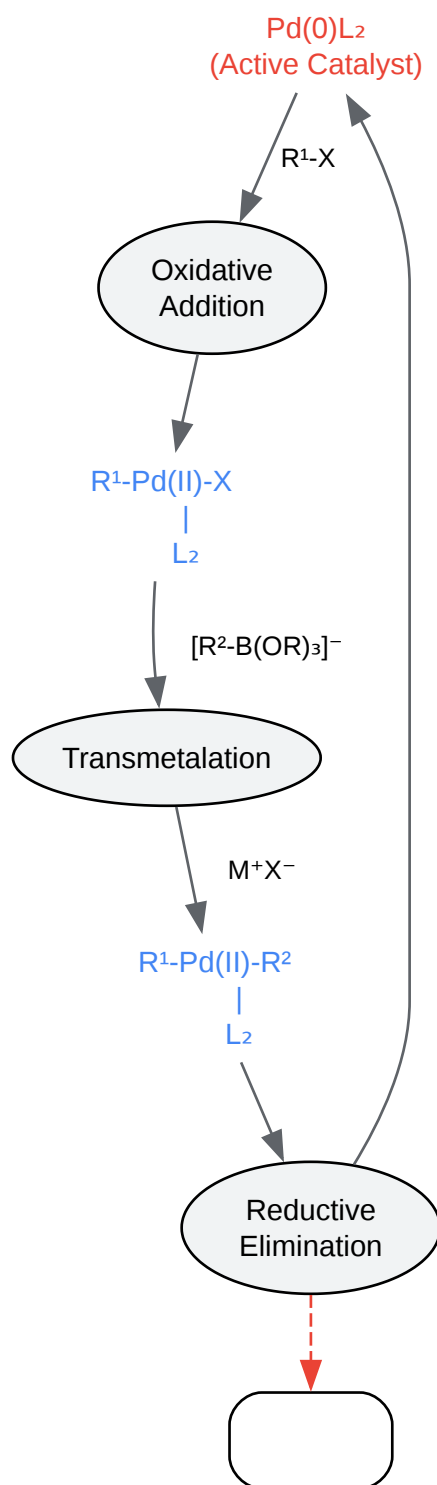 Pd(0)L₂
(Active Catalyst)
R¹-X
Oxidative
Addition
R¹-Pd(II)-X
|
L₂
[R²-B(OR)₃]⁻
Transmetalation
M⁺X⁻
R¹-Pd(II)-R²
|
L₂
Reductive
Elimination